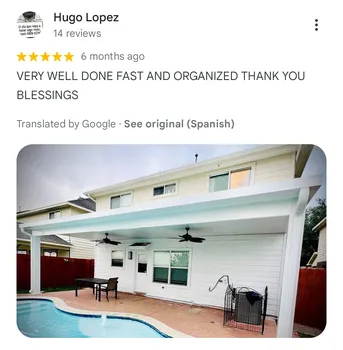 Hugo Lopez
14 reviews
6 months ago
VERY WELL DONE FAST AND ORGANIZED THANK YOU
BLESSINGS
Translated by Google · See original (Spanish)